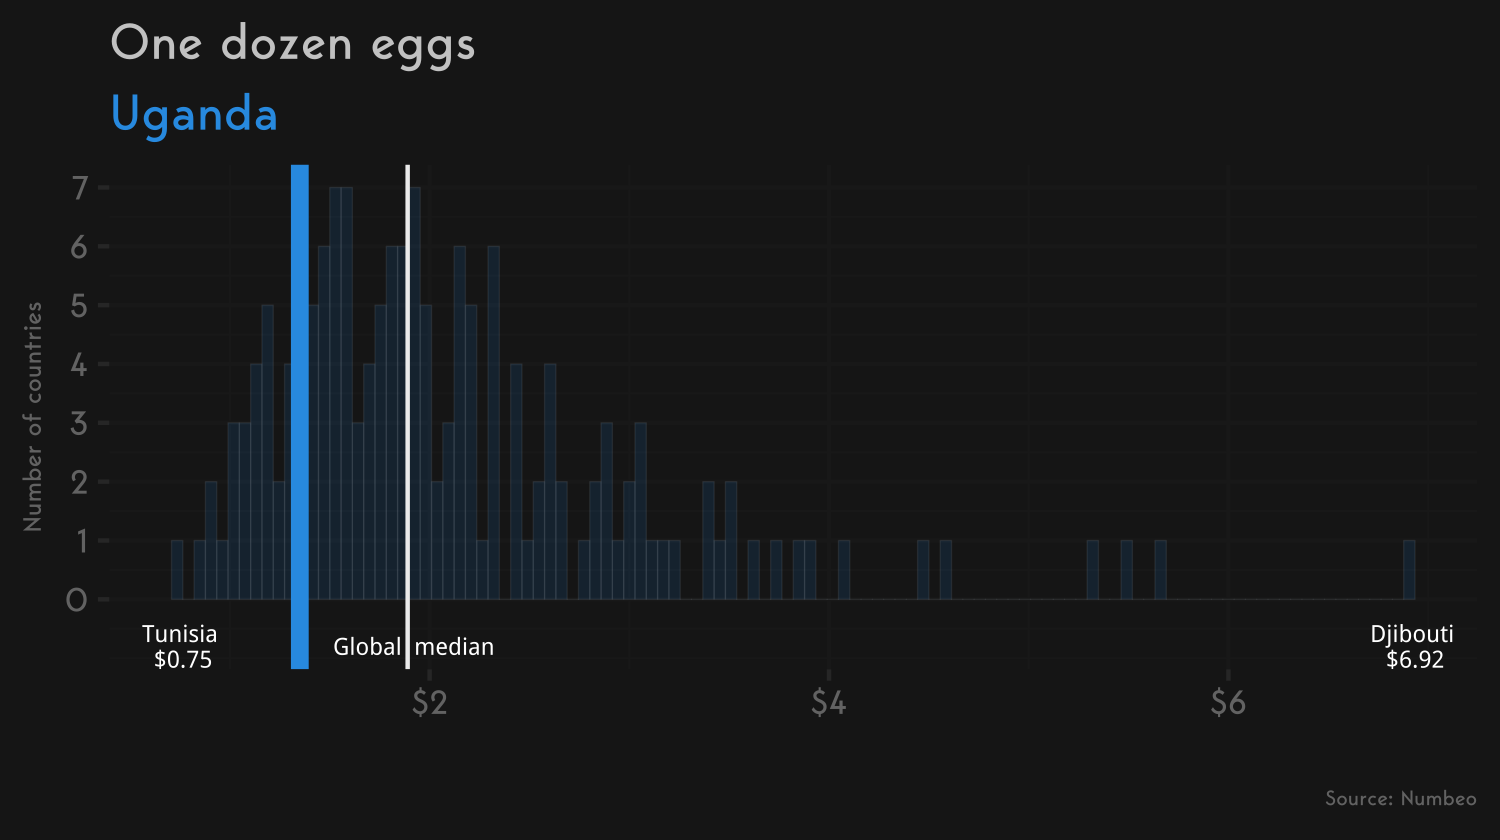 One dozen eggs
Uganda
Number of countries
7
6
5
4
3
2
1
0
Tunisia
$0.75
Global median
Djibouti
$6.92
$2
$4
$6
Source: Numbeo